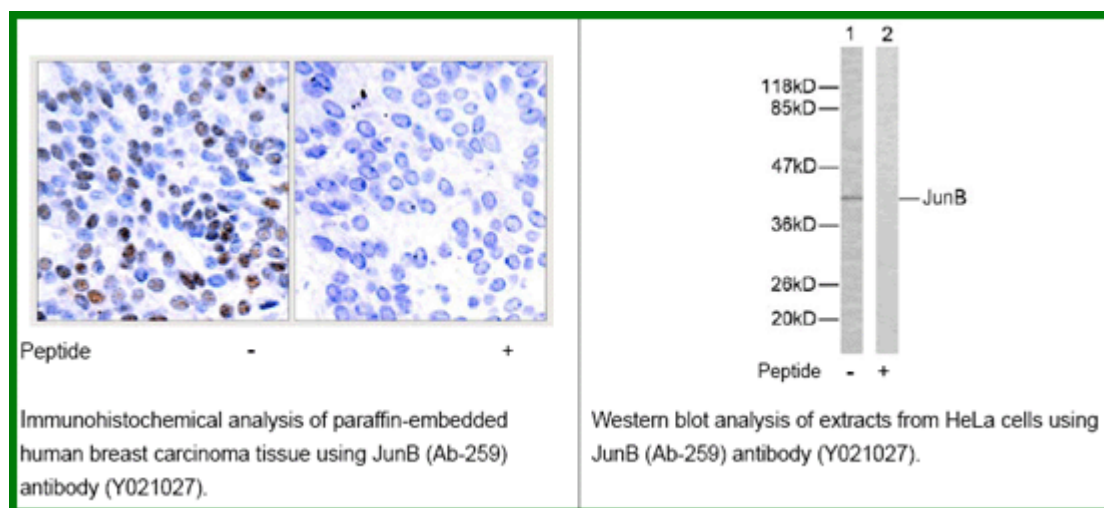 Peptide - +
Immunohistochemical analysis of paraffin-embedded
human breast carcinoma tissue using JunB (Ab-259)
antibody (Y021027).
1 2
118kD
85kD
47kD
JunB
36kD
26kD
20kD
Peptide - +
Western blot analysis of extracts from HeLa cells using
JunB (Ab-259) antibody (Y021027).